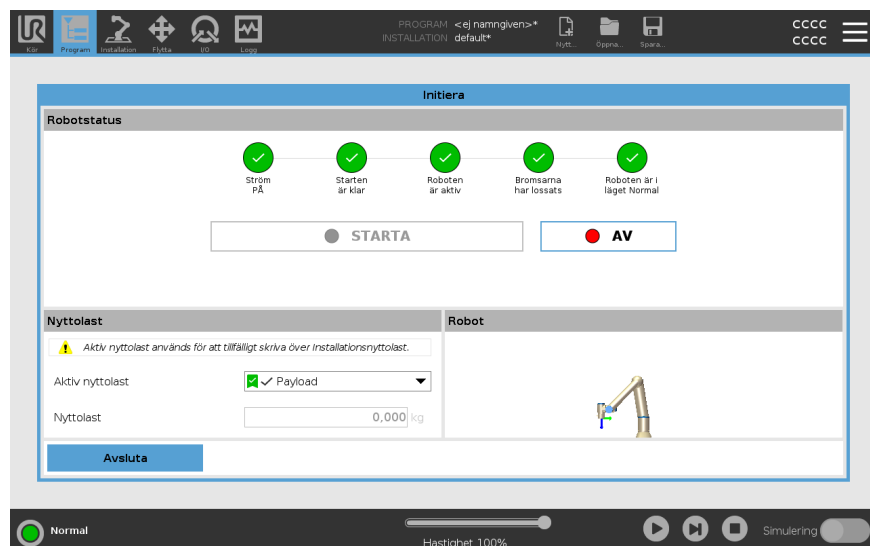 PROGRAM <ej namngiven>*
INSTALLATION default*
Kör
Program
Installation
Flytta
I/O
Logg
Nytt...
Öppna...
Spara...
cccc
cccc
Initiera
Robotstatus
Ström
PÅ
Starten
är klar
Roboten
är aktiv
Bromsarna
har lossats
Roboten är i
läget Normal
STARTA
AV
Nyttolast
Robot
Aktiv nyttolast används för att tillfälligt skriva över Installationsnyttolast.
Aktiv nyttolast
Payload
Nyttolast
0,000 kg
Avsluta
Normal
Hastighet 100%
Simulering